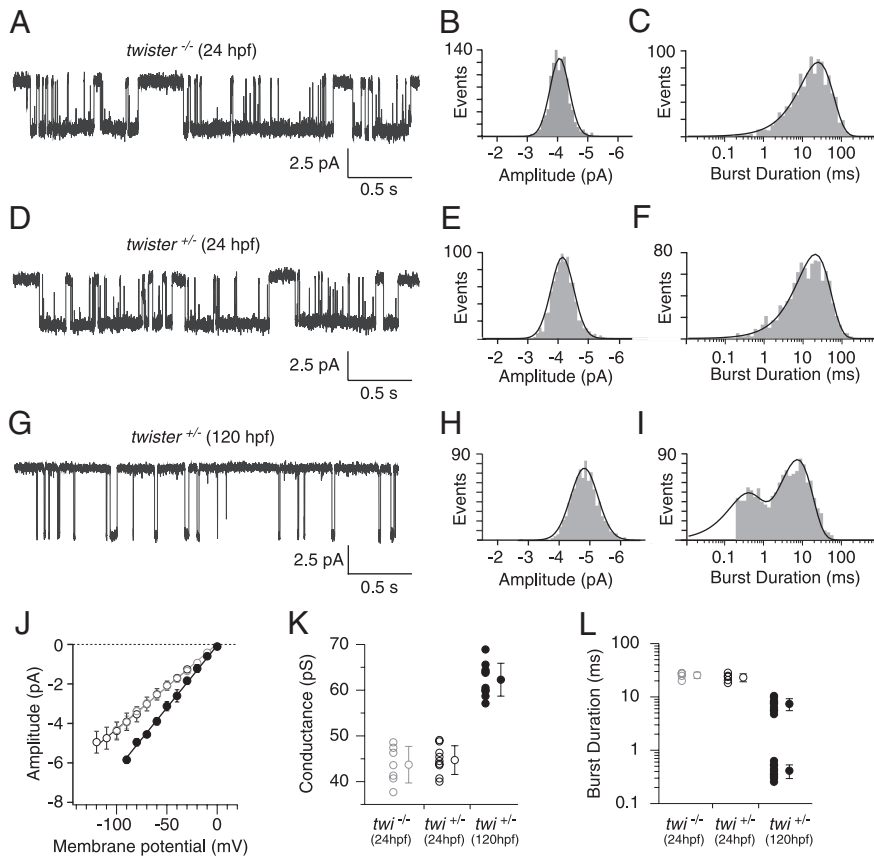 A
twister -/- (24 hpf)
2.5 pA
0.5 s
B
140
Events
-2 -3 -4 -5 -6
Amplitude (pA)
C
100
Events
0.1 1 10 100
Burst Duration (ms)
D
twister +/- (24 hpf)
2.5 pA
0.5 s
E
100
Events
-2 -3 -4 -5 -6
Amplitude (pA)
F
80
Events
0.1 1 10 100
Burst Duration (ms)
G
twister +/- (120 hpf)
2.5 pA
0.5 s
H
90
Events
-2 -3 -4 -5 -6
Amplitude (pA)
I
90
Events
0.1 1 10 100
Burst Duration (ms)
J
0
-2
-4
-6
-8
Amplitude (pA)
-100 -50 0
Membrane potential (mV)
K
70
60
50
40
Conductance (pS)
twi -/- twi +/- twi +/-
(24hpf) (24hpf) (120hpf)
L
100
10
1
0.1
Burst Duration (ms)
twi -/- twi +/- twi +/-
(24hpf) (24hpf) (120hpf)